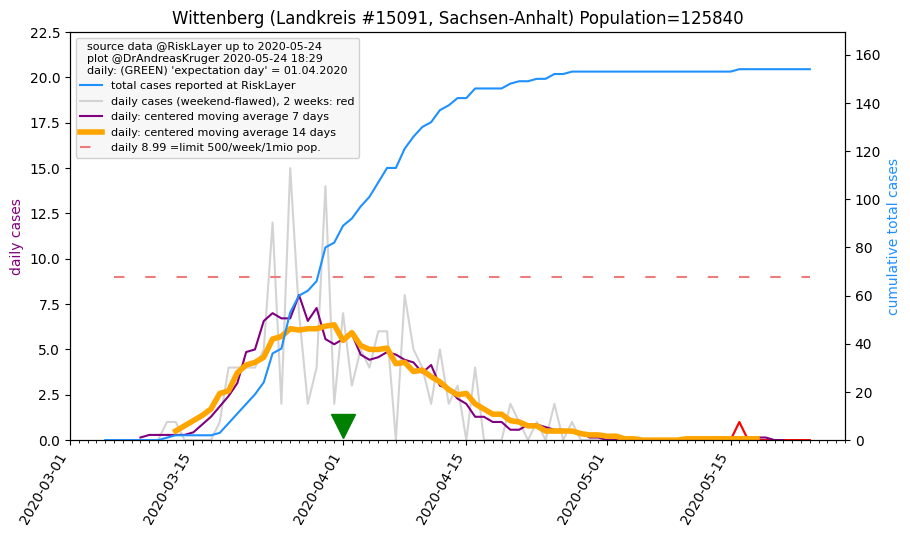 Wittenberg (Landkreis #15091, Sachsen-Anhalt) Population=125840
source data @RiskLayer up to 2020-05-24
plot @DrAndreasKruger 2020-05-24 18:29
daily: (GREEN) 'expectation day' = 01.04.2020
total cases reported at RiskLayer
daily cases (weekend-flawed), 2 weeks: red
daily: centered moving average 7 days
daily: centered moving average 14 days
daily 8.99 =limit 500/week/1mio pop.
daily cases
22.5
20.0
17.5
15.0
12.5
10.0
7.5
5.0
2.5
0.0
160
140
120
100
80
60
40
20
0
cumulative total cases
2020-03-01
2020-03-15
2020-04-01
2020-04-15
2020-05-01
2020-05-15